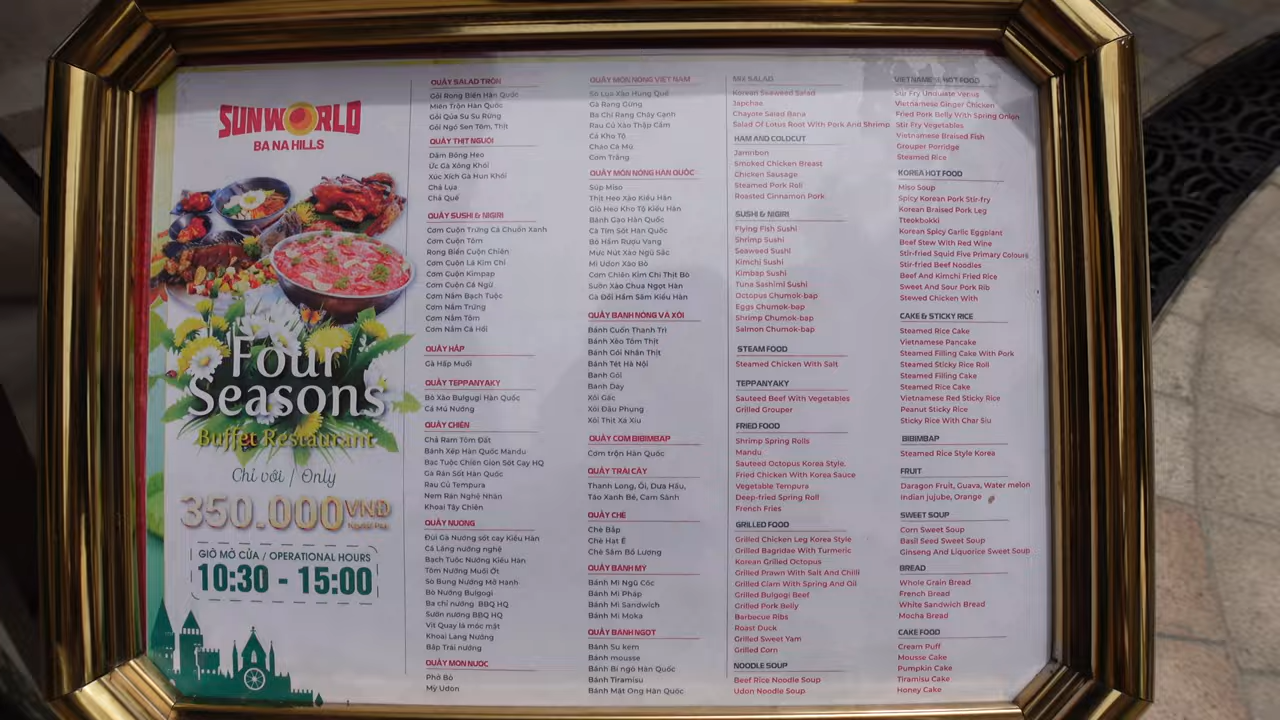 SUNWORLD
BA NA HILLS
Four
Seasons
Buffet Restaurant
Chỉ với / Only
350.000 VNĐ
GIỜ MỞ CỬA / OPERATIONAL HOURS
10:30 - 15:00
QUẦY SALAD TRỘN
Gỏi Rong Biển Hàn Quốc
Miến Trộn Hàn Quốc
Gỏi Qủa Su Su Rừng
Gỏi Ngó Sen Tôm, Thịt
QUẦY THỊT NGUỘI
Dăm Bông Heo
Ức Gà Xông Khói
Xúc Xích Gà Hun Khói
Chả Lụa
Chả Quế
QUẦY SUSHI & NIGIRI
Cơm Cuộn Trứng Cá Chuồn Xanh
Cơm Cuộn Tôm
Rong Biển Cuộn Chiên
Cơm Cuộn Lá Kim Chi
Cơm Cuộn Kimpap
Cơm Cuộn Cá Ngừ
Cơm Nắm Bạch Tuộc
Cơm Nắm Trứng
Cơm Nắm Tôm
Cơm Nắm Cá Hồi
QUẦY HẤP
Gà Hấp Muối
QUẦY TEPPANYAKY
Bò Xào Bulgugi Hàn Quốc
Cá Mú Nướng
QUẦY CHIÊN
Chả Ram Tôm Đất
Bánh Xếp Hàn Quốc Mandu
Bạc Tuộc Chiên Giòn Sốt Cay HQ
Gà Rán Sốt Hàn Quốc
Rau Củ Tempura
Nem Rán Nghệ Nhân
Khoai Tây Chiên
QUẦY NƯỚNG
Đùi Gà Nướng sốt cay Kiểu Hàn
Cá Lăng nướng nghệ
Bạch Tuộc Nướng Kiểu Hàn
Tôm Nướng Muối Ớt
Sò Bung Nướng Mỡ Hành
Bò Nướng Bulgogi
Ba chỉ nướng BBQ HQ
Sườn nướng BBQ HQ
Vịt Quay lá móc mật
Khoai Lang Nướng
Bắp Trái nướng
QUẦY MÓN NƯỚC
Phở Bò
Mỳ Udon
QUẦY MÓN NÓNG VIỆT NAM
Sò Lụa Xào Húng Quế
Gà Rang Gừng
Ba Chỉ Rang Cháy Cạnh
Rau Củ Xào Thập Cẩm
Cá Kho Tộ
Cháo Cá Mú
Cơm Trắng
QUẦY MÓN NÓNG HÀN QUỐC
Súp Miso
Thịt Heo Xào Kiểu Hàn
Giò Heo Kho Tộ Kiểu Hàn
Bánh Gạo Hàn Quốc
Cà Tím Sốt Hàn Quốc
Bò Hầm Rượu Vang
Mực Nút Xào Ngũ Sắc
Mì Udon Xào Bò
Cơm Chiên Kim Chi Thịt Bò
Sườn Xào Chua Ngọt Hàn
Gà Đồi Hầm Sâm Kiểu Hàn
QUẦY BÁNH NÓNG VÀ XÔI
Bánh Cuốn Thanh Trì
Bánh Xèo Tôm Thịt
Bánh Gói Nhân Thịt
Bánh Tét Hà Nội
Banh Gói
Banh Day
Xôi Gấc
Xôi Đậu Phụng
Xôi Thịt Xá Xíu
QUẦY CƠM BIBIMBAP
Cơm trộn Hàn Quốc
QUẦY TRÁI CÂY
Thanh Long, Ổi, Dưa Hấu,
Táo Xanh Bé, Cam Sành
QUẦY CHÈ
Chè Bắp
Chè Hạt É
Chè Sâm Bổ Lượng
QUẦY BÁNH MỲ
Bánh Mì Ngũ Cốc
Bánh Mì Pháp
Bánh Mì Sandwich
Bánh Mì Moka
QUẦY BÁNH NGỌT
Bánh Su kem
Bánh mousse
Bánh Bí ngô Hàn Quốc
Bánh Tiramisu
Bánh Mật Ong Hàn Quốc
MIX SALAD
Korean Seaweed Salad
Japchae
Chayote Salad Bana
Salad Of Lotus Root With Pork And Shrimp
HAM AND COLDCUT
Jamnbon
Smoked Chicken Breast
Chicken Sausage
Steamed Pork Roll
Roasted Cinnamon Pork
SUSHI & NIGIRI
Flying Fish Sushi
Shrimp Sushi
Seaweed Sushi
Kimchi Sushi
Kimbap Sushi
Tuna Sashimi Sushi
Octopus Chumok-bap
Eggs Chumok-bap
Shrimp Chumok-bap
Salmon Chumok-bap
STEAM FOOD
Steamed Chicken With Salt
TEPPANYAKY
Sauteed Beef With Vegetables
Grilled Grouper
FRIED FOOD
Shrimp Spring Rolls
Mandu
Sauteed Octopus Korea Style.
Fried Chicken With Korea Sauce
Vegetable Tempura
Deep-fried Spring Roll
French Fries
GRILLED FOOD
Grilled Chicken Leg Korea Style
Grilled Bagridae With Turmeric
Korean Grilled Octopus
Grilled Prawn With Salt And Chilli
Grilled Clam With Spring And Oil
Grilled Bulgogi Beef
Grilled Pork Belly
Barbecue Ribs
Roast Duck
Grilled Sweet Yam
Grilled Corn
NOODLE SOUP
Beef Rice Noodle Soup
Udon Noodle Soup
VIETNAMESE HOT FOOD
Stir Fry Undulate Venus
Vietnamese Ginger Chicken
Fried Pork Belly With Spring Onion
Stir Fry Vegetables
Vietnamese Braised Fish
Grouper Porridge
Steamed Rice
KOREA HOT FOOD
Miso Soup
Spicy Korean Pork Stir-fry
Korean Braised Pork Leg
Tteokbokki
Korean Spicy Garlic Eggplant
Beef Stew With Red Wine
Stir-fried Squid Five Primary Colours
Stir-fried Beef Noodles
Beef And Kimchi Fried Rice
Sweet And Sour Pork Rib
Stewed Chicken With
CAKE & STICKY RICE
Steamed Rice Cake
Vietnamese Pancake
Steamed Filling Cake With Pork
Steamed Sticky Rice Roll
Steamed Filling Cake
Steamed Rice Cake
Vietnamese Red Sticky Rice
Peanut Sticky Rice
Sticky Rice With Char Siu
BIBIMBAP
Steamed Rice Style Korea
FRUIT
Daragon Fruit, Guava, Water melon
Indian jujube, Orange
SWEET SOUP
Corn Sweet Soup
Basil Seed Sweet Soup
Ginseng And Liquorice Sweet Soup
BREAD
Whole Grain Bread
French Bread
White Sandwich Bread
Mocha Bread
CAKE FOOD
Cream Puff
Mousse Cake
Pumpkin Cake
Tiramisu Cake
Honey Cake